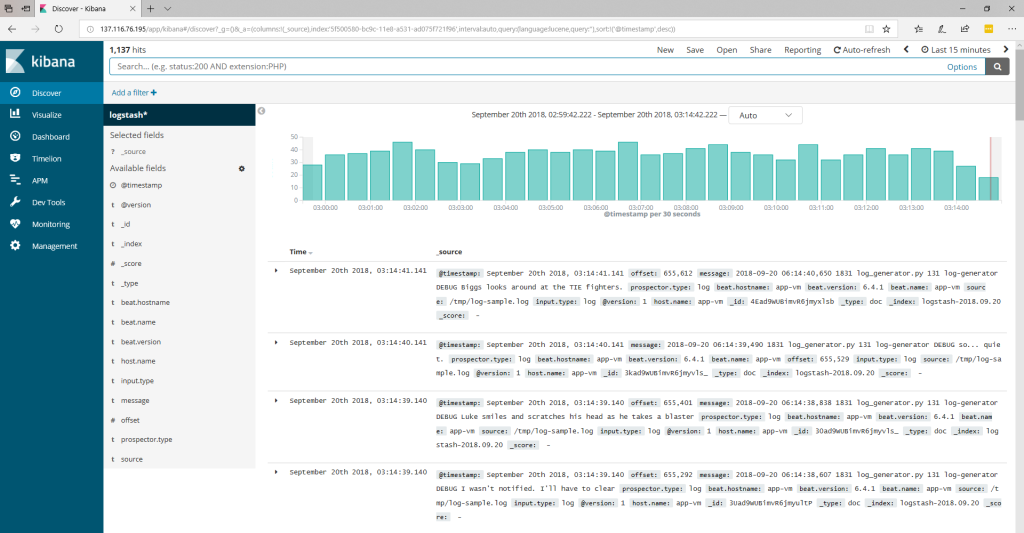 Discover - Kibana
137.116.76.195/app/kibana#/discover?_g=()&_a=(columns:!(_source),index:'5f500580-bc9c-11e8-a531-ad075f721f96',interval:auto,query:(language:lucene,query:''),sort:!('@timestamp',desc))
kibana
Discover
Visualize
Dashboard
Timelion
APM
Dev Tools
Monitoring
Management
1,137 hits
New Save Open Share Reporting Auto-refresh Last 15 minutes
Search... (e.g. status:200 AND extension:PHP)
Options
Add a filter +
logstash*
Selected fields
? _source
Available fields
@timestamp
t @version
t _id
t _index
# _score
t _type
t beat.hostname
t beat.name
t beat.version
t host.name
t input.type
t message
# offset
t prospector.type
t source
September 20th 2018, 02:59:42.222 - September 20th 2018, 03:14:42.222 — Auto
50
40
30
20
10
0
03:00:00 03:01:00 03:02:00 03:03:00 03:04:00 03:05:00 03:06:00 03:07:00 03:08:00 03:09:00 03:10:00 03:11:00 03:12:00 03:13:00 03:14:00
@timestamp per 30 seconds
Time _source
September 20th 2018, 03:14:41.141
@timestamp: September 20th 2018, 03:14:41.141 offset: 655,612 message: 2018-09-20 06:14:40,650 1831 log_generator.py 131 log-generator
DEBUG Biggs looks around at the TIE fighters. prospector.type: log beat.hostname: app-vm beat.version: 6.4.1 beat.name: app-vm sourc
e: /tmp/log-sample.log input.type: log @version: 1 host.name: app-vm _id: 4Ead9wUBimvR6jmyxlsb _type: doc _index: logstash-2018.09.20
_score: -
September 20th 2018, 03:14:40.141
@timestamp: September 20th 2018, 03:14:40.141 message: 2018-09-20 06:14:39,490 1831 log_generator.py 131 log-generator DEBUG so... quie
t. prospector.type: log beat.hostname: app-vm beat.version: 6.4.1 beat.name: app-vm offset: 655,529 input.type: log source: /tmp/log-sa
mple.log @version: 1 host.name: app-vm _id: 3kad9wUBimvR6jmyvls_ _type: doc _index: logstash-2018.09.20 _score: -
September 20th 2018, 03:14:39.140
@timestamp: September 20th 2018, 03:14:39.140 offset: 655,401 message: 2018-09-20 06:14:38,838 1831 log_generator.py 131 log-generator
DEBUG Luke smiles and scratches his head as he takes a blaster prospector.type: log beat.hostname: app-vm beat.version: 6.4.1 beat.nam
e: app-vm source: /tmp/log-sample.log input.type: log @version: 1 host.name: app-vm _id: 30ad9wUBimvR6jmyvls_ _type: doc _index: log
stash-2018.09.20 _score: -
September 20th 2018, 03:14:39.140
@timestamp: September 20th 2018, 03:14:39.140 offset: 655,292 message: 2018-09-20 06:14:38,607 1831 log_generator.py 131 log-generator
DEBUG I wasn't notified. I'll have to clear prospector.type: log beat.hostname: app-vm beat.version: 6.4.1 beat.name: app-vm source: /t
mp/log-sample.log input.type: log @version: 1 host.name: app-vm _id: 3Uad9wUBimvR6jmyultP _type: doc _index: logstash-2018.09.20 _sco
re: -